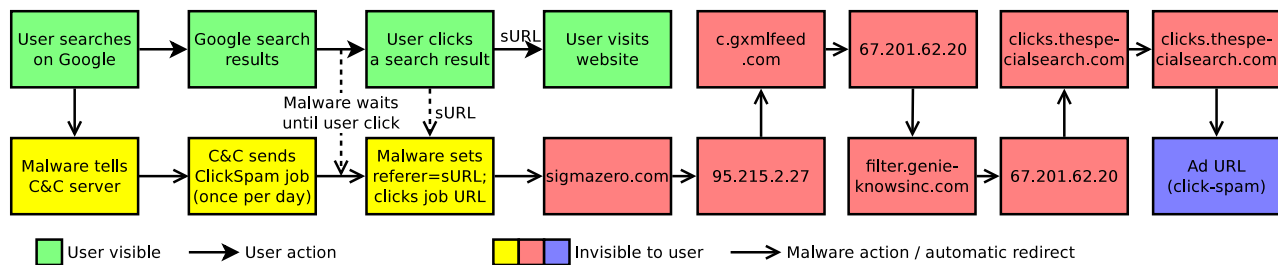 User searches
on Google
Google search
results
User clicks
a search result
sURL
User visits
website
c.gxmlfeed
.com
67.201.62.20
clicks.thespe-
cialsearch.com
clicks.thespe-
cialsearch.com
Malware waits
until user click
sURL
Malware tells
C&C server
C&C sends
ClickSpam job
(once per day)
Malware sets
referer=sURL;
clicks job URL
sigmazero.com
95.215.2.27
filter.genie-
knowsinc.com
67.201.62.20
Ad URL
(click-spam)
User visible
User action
Invisible to user
Malware action / automatic redirect